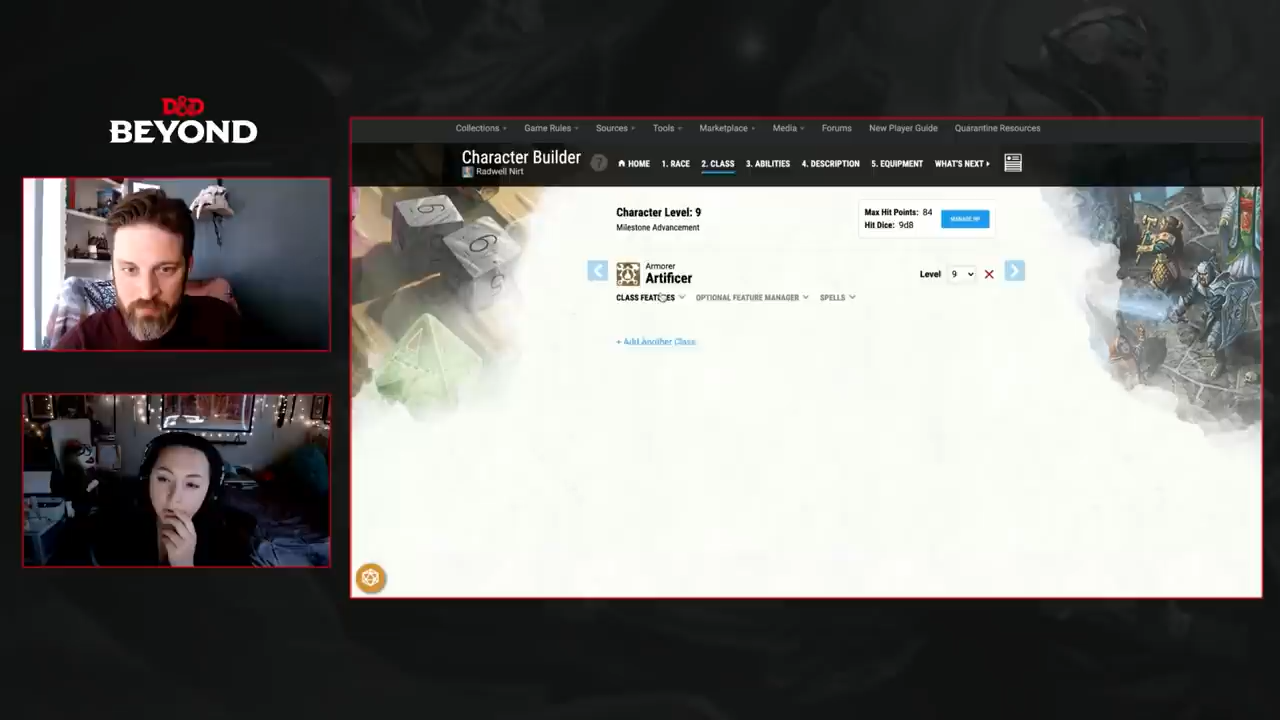 D&D
BEYOND
Collections Game Rules Sources Tools Marketplace Media Forums New Player Guide Quarantine Resources
Character Builder
Radwell Nirt
? HOME 1. RACE 2. CLASS 3. ABILITIES 4. DESCRIPTION 5. EQUIPMENT WHAT'S NEXT
Character Level: 9
Milestone Advancement
Max Hit Points: 84
Hit Dice: 9d8
MANAGE HP
Armorer
Artificer
Level 9
CLASS FEATURES OPTIONAL FEATURE MANAGER SPELLS
+ Add Another Class